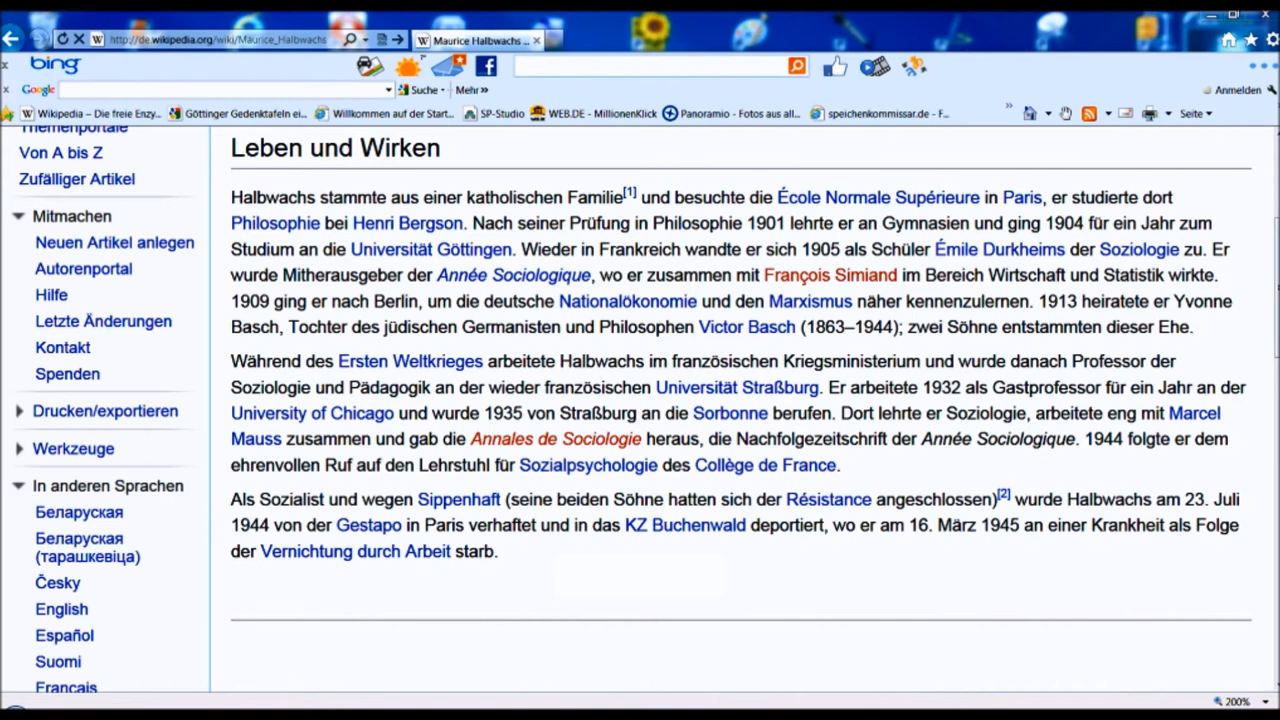 http://de.wikipedia.org/wiki/Maurice_Halbwachs
Maurice Halbwachs ...
bing
Google
Suche
Mehr »
Anmelden
Wikipedia – Die freie Enzy...
Göttinger Gedenktafeln ei...
Willkommen auf der Start...
SP-Studio
WEB.DE - MillionenKlick
Panoramio - Fotos aus all...
speichenkommissar.de - F...
»
Seite
Themenportale
Von A bis Z
Zufälliger Artikel
Mitmachen
Neuen Artikel anlegen
Autorenportal
Hilfe
Letzte Änderungen
Kontakt
Spenden
Drucken/exportieren
Werkzeuge
In anderen Sprachen
Беларуская
Беларуская
(тарашкевіца)
Česky
English
Español
Suomi
Français
Leben und Wirken
Halbwachs stammte aus einer katholischen Familie[1] und besuchte die École Normale Supérieure in Paris, er studierte dort
Philosophie bei Henri Bergson. Nach seiner Prüfung in Philosophie 1901 lehrte er an Gymnasien und ging 1904 für ein Jahr zum
Studium an die Universität Göttingen. Wieder in Frankreich wandte er sich 1905 als Schüler Émile Durkheims der Soziologie zu. Er
wurde Mitherausgeber der Année Sociologique, wo er zusammen mit François Simiand im Bereich Wirtschaft und Statistik wirkte.
1909 ging er nach Berlin, um die deutsche Nationalökonomie und den Marxismus näher kennenzulernen. 1913 heiratete er Yvonne
Basch, Tochter des jüdischen Germanisten und Philosophen Victor Basch (1863–1944); zwei Söhne entstammten dieser Ehe.
Während des Ersten Weltkrieges arbeitete Halbwachs im französischen Kriegsministerium und wurde danach Professor der
Soziologie und Pädagogik an der wieder französischen Universität Straßburg. Er arbeitete 1932 als Gastprofessor für ein Jahr an der
University of Chicago und wurde 1935 von Straßburg an die Sorbonne berufen. Dort lehrte er Soziologie, arbeitete eng mit Marcel
Mauss zusammen und gab die Annales de Sociologie heraus, die Nachfolgezeitschrift der Année Sociologique. 1944 folgte er dem
ehrenvollen Ruf auf den Lehrstuhl für Sozialpsychologie des Collège de France.
Als Sozialist und wegen Sippenhaft (seine beiden Söhne hatten sich der Résistance angeschlossen)[2] wurde Halbwachs am 23. Juli
1944 von der Gestapo in Paris verhaftet und in das KZ Buchenwald deportiert, wo er am 16. März 1945 an einer Krankheit als Folge
der Vernichtung durch Arbeit starb.
200%